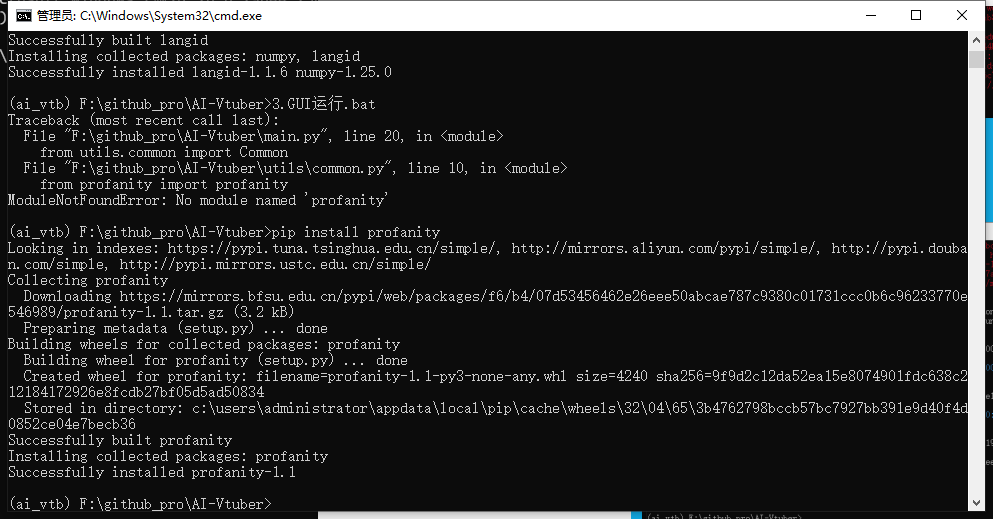 管理员: C:\Windows\System32\cmd.exe
Successfully built langid
Installing collected packages: numpy, langid
Successfully installed langid-1.1.6 numpy-1.25.0
(ai_vtb) F:\github_pro\AI-Vtuber>3.GUI运行.bat
Traceback (most recent call last):
  File "F:\github_pro\AI-Vtuber\main.py", line 20, in <module>
    from utils.common import Common
  File "F:\github_pro\AI-Vtuber\utils\common.py", line 10, in <module>
    from profanity import profanity
ModuleNotFoundError: No module named 'profanity'
(ai_vtb) F:\github_pro\AI-Vtuber>pip install profanity
Looking in indexes: https://pypi.tuna.tsinghua.edu.cn/simple/, http://mirrors.aliyun.com/pypi/simple/, http://pypi.douba
n.com/simple, http://pypi.mirrors.ustc.edu.cn/simple/
Collecting profanity
  Downloading https://mirrors.bfsu.edu.cn/pypi/web/packages/f6/b4/07d53456462e26eee50abcae787c9380c01731ccc0b6c96233770e
546989/profanity-1.1.tar.gz (3.2 kB)
  Preparing metadata (setup.py) ... done
Building wheels for collected packages: profanity
  Building wheel for profanity (setup.py) ... done
  Created wheel for profanity: filename=profanity-1.1-py3-none-any.whl size=4240 sha256=9f9d2c12da52ea15e8074901fdc638c2
12184172926e8fcdb27bf05d5ad50834
  Stored in directory: c:\users\administrator\appdata\local\pip\cache\wheels\32\04\65\3b4762798bccb57bc7927bb391e9d40f4d
0852ce04e7becb36
Successfully built profanity
Installing collected packages: profanity
Successfully installed profanity-1.1
(ai_vtb) F:\github_pro\AI-Vtuber>